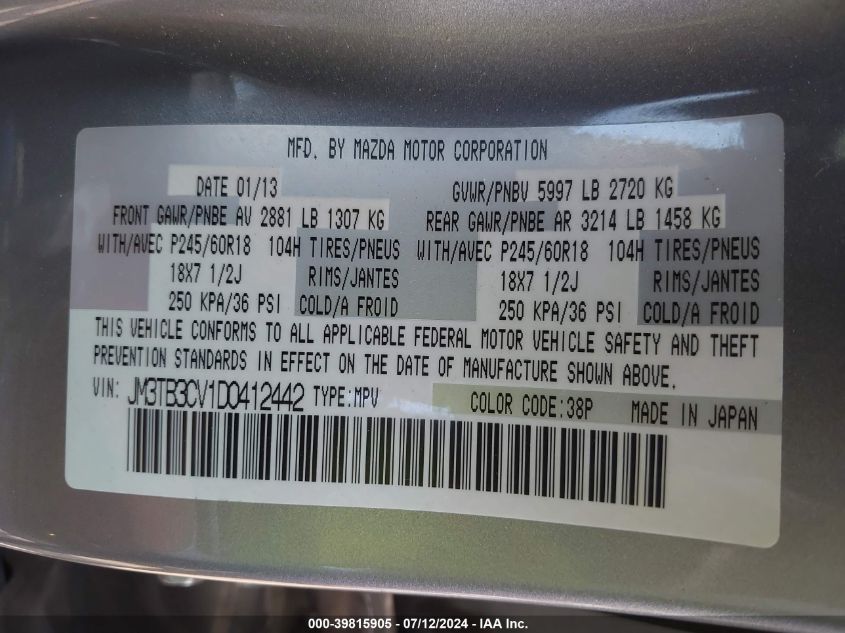 MFD. BY MAZDA MOTOR CORPORATION
DATE 01/13 GVWR/PNBV 5997 LB 2720 KG
FRONT GAWR/PNBE AV 2881 LB 1307 KG REAR GAWR/PNBE AR 3214 LB 1458 KG
WITH/AVEC P245/60R18 104H TIRES/PNEUS WITH/AVEC P245/60R18 104H TIRES/PNEUS
18X7 1/2J RIMS/JANTES 18X7 1/2J RIMS/JANTES
250 KPA/36 PSI COLD/A FROID 250 KPA/36 PSI COLD/A FROID
THIS VEHICLE CONFORMS TO ALL APPLICABLE FEDERAL MOTOR VEHICLE SAFETY AND THEFT
PREVENTION STANDARDS IN EFFECT ON THE DATE OF MANUFACTURE SHOWN ABOVE.
VIN: JM3TB3CV1D0412442 TYPE:MPV COLOR CODE:38P MADE IN JAPAN
000-39815905 - 07/12/2024 - IAA Inc.